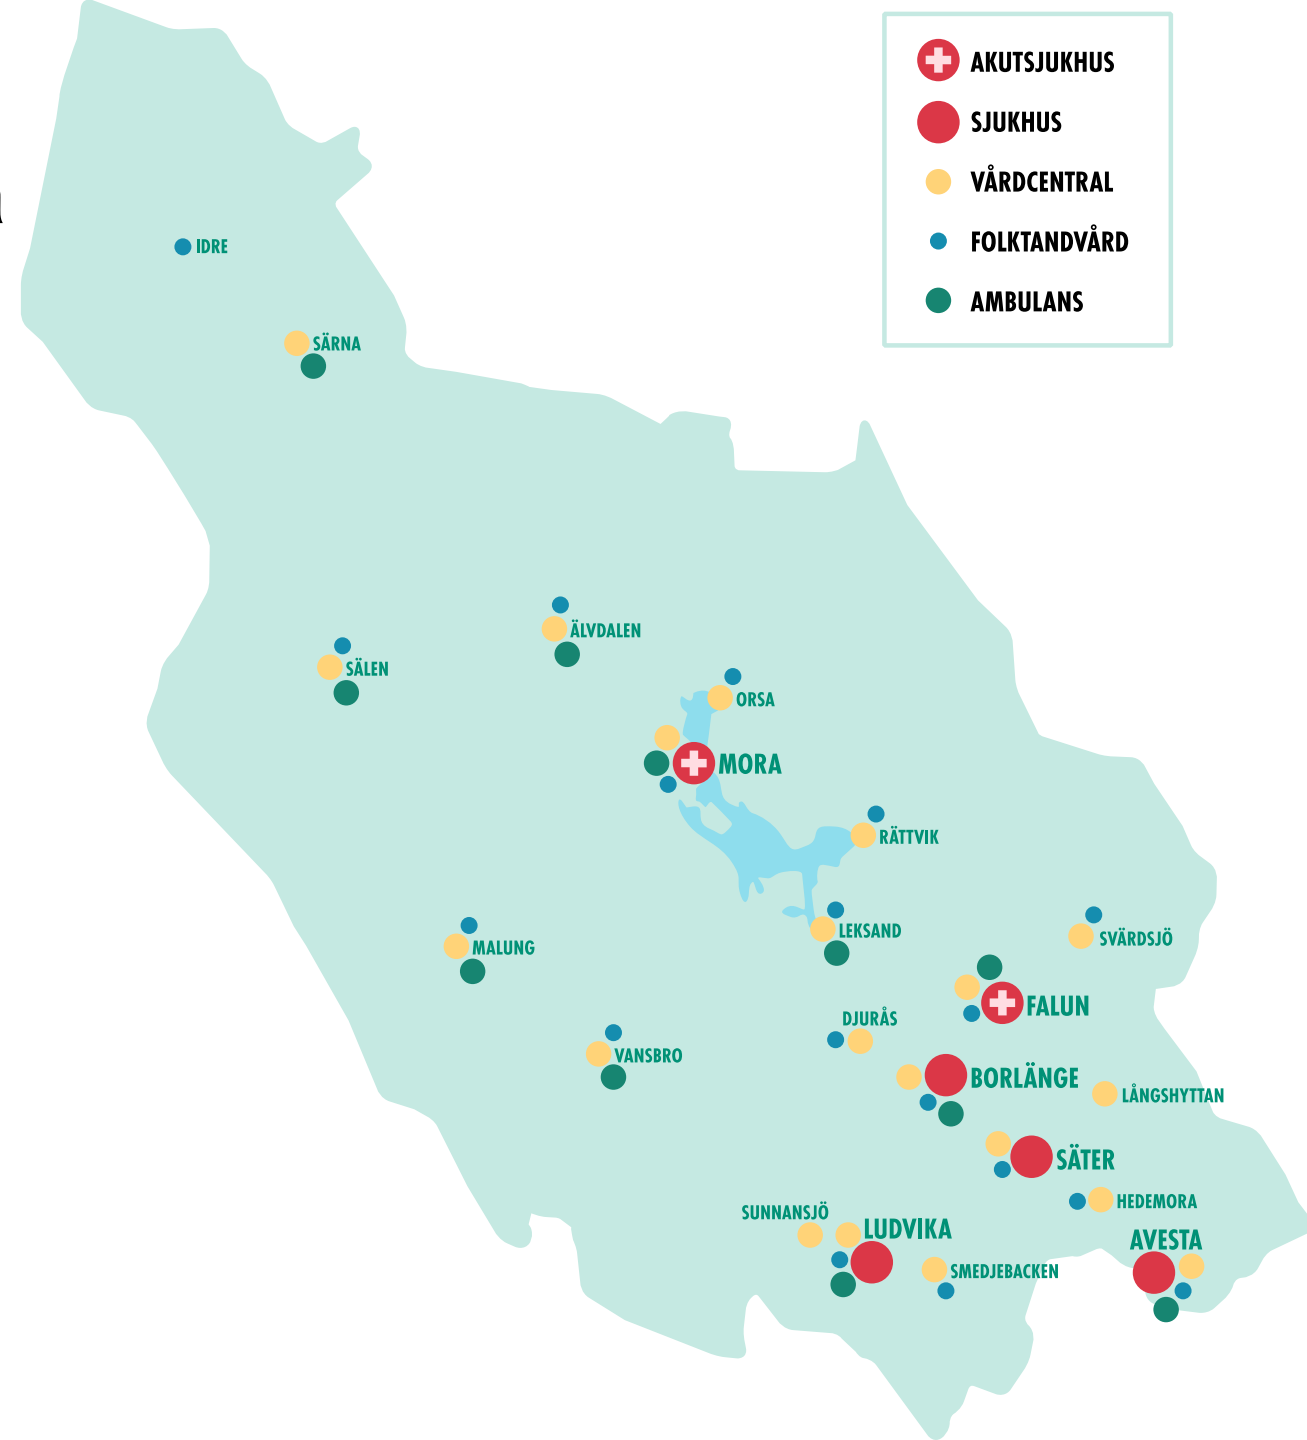 AKUTSJUKHUS
SJUKHUS
VÅRDCENTRAL
FOLKTANDVÅRD
AMBULANS
IDRE
SÄRNA
ÄLVDALEN
SÄLEN
ORSA
MORA
RÄTTVIK
LEKSAND
SVÄRDSJÖ
MALUNG
FALUN
DJURÅS
VANSBRO
BORLÄNGE
LÅNGSHYTTAN
SÄTER
HEDEMORA
SUNNANSJÖ
LUDVIKA
AVESTA
SMEDJEBACKEN